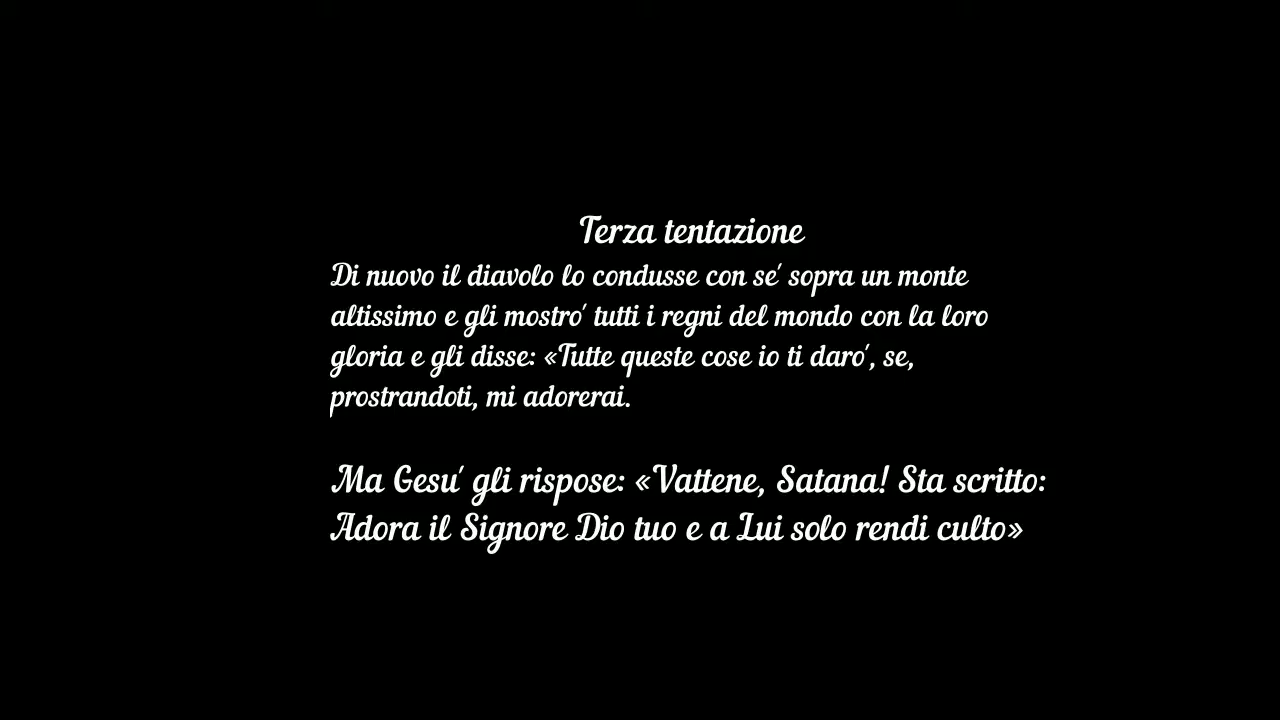 Terza tentazione
Di nuovo il diavolo lo condusse con se' sopra un monte
altissimo e gli mostro' tutti i regni del mondo con la loro
gloria e gli disse: «Tutte queste cose io ti daro', se,
prostrandoti, mi adorerai.
Ma Gesu' gli rispose: «Vattene, Satana! Sta scritto:
Adora il Signore Dio tuo e a Lui solo rendi culto»